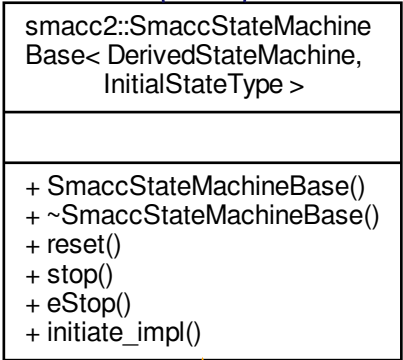 smacc2::SmaccStateMachine
Base< DerivedStateMachine,
InitialStateType >
+ SmaccStateMachineBase()
+ ~SmaccStateMachineBase()
+ reset()
+ stop()
+ eStop()
+ initiate_impl()